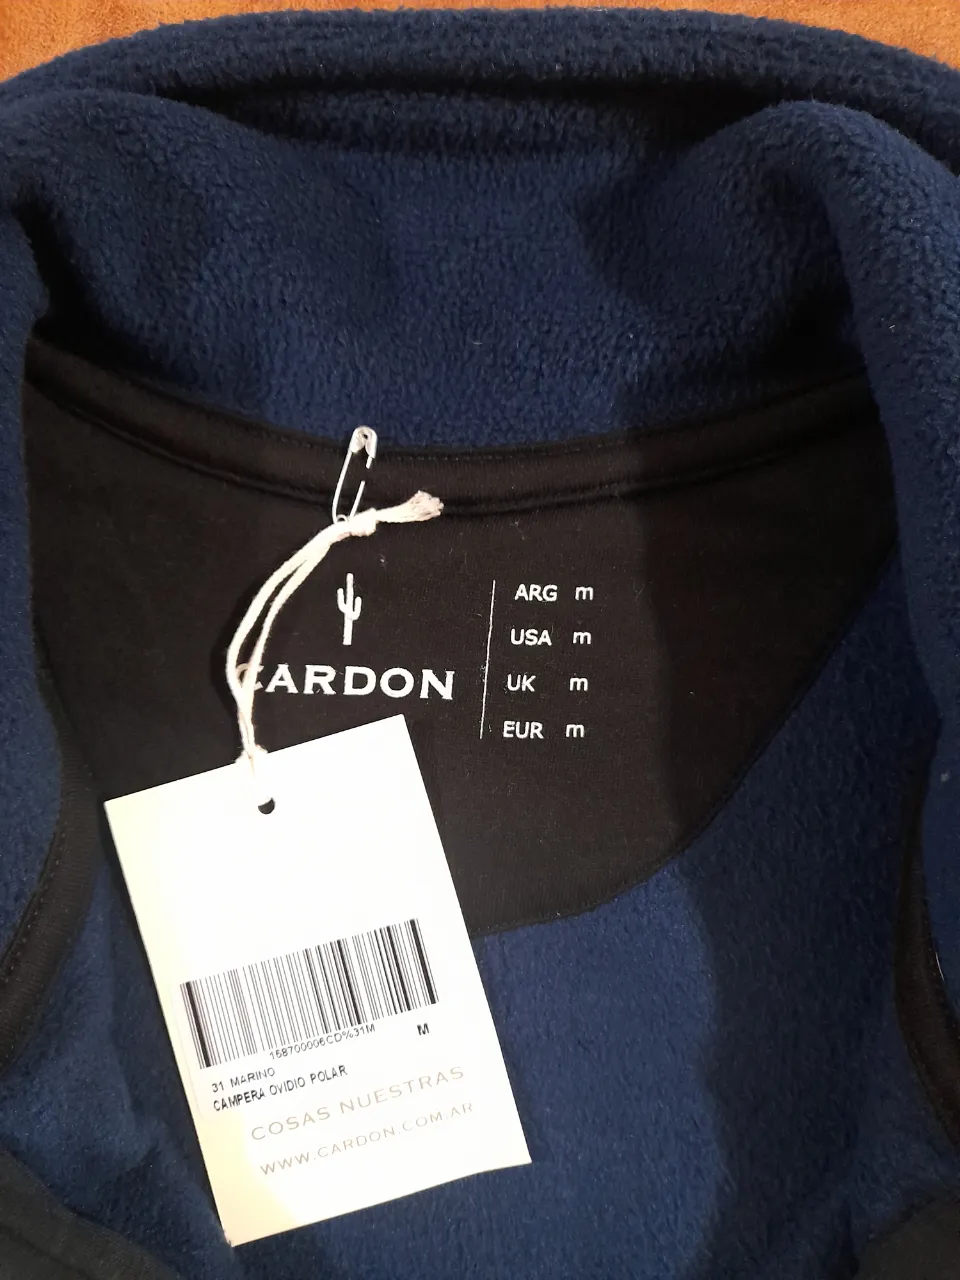 CARDON
ARG m
USA m
UK m
EUR m
158700006CD%31M
M
31 MARINO
CAMPERA OVIDIO POLAR
COSAS NUESTRAS
WWW.CARDON.COM.AR